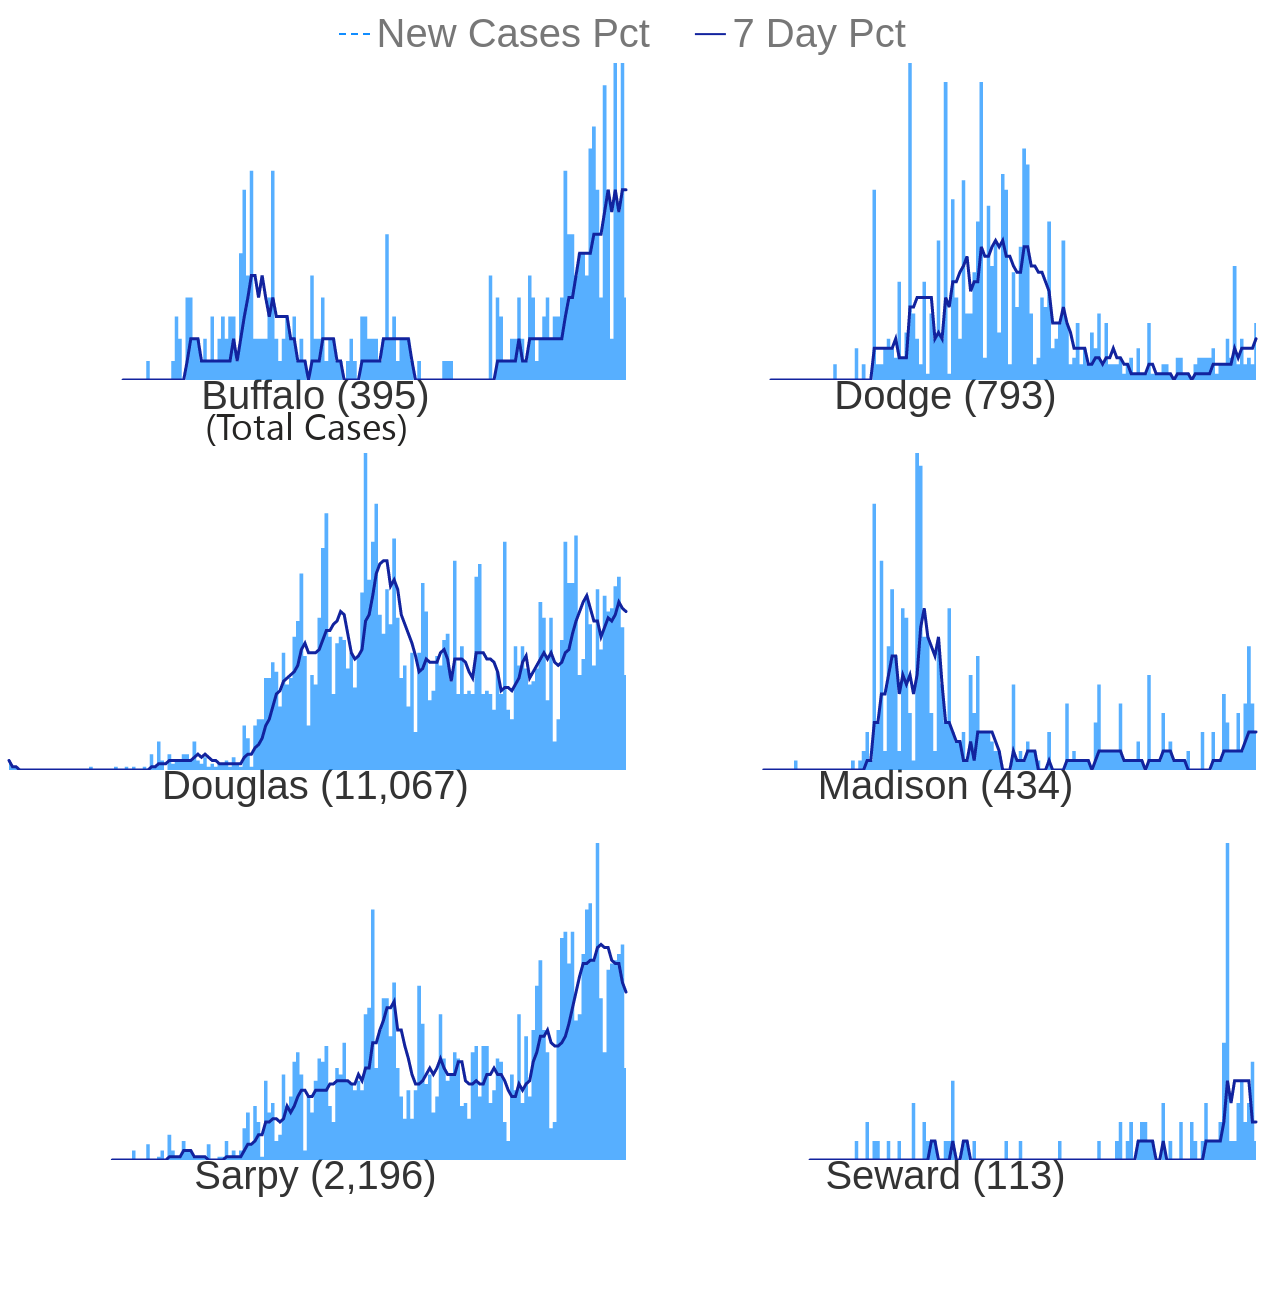 New Cases Pct 7 Day Pct
Buffalo (395)
(Total Cases)
Dodge (793)
Douglas (11,067)
Madison (434)
Sarpy (2,196)
Seward (113)